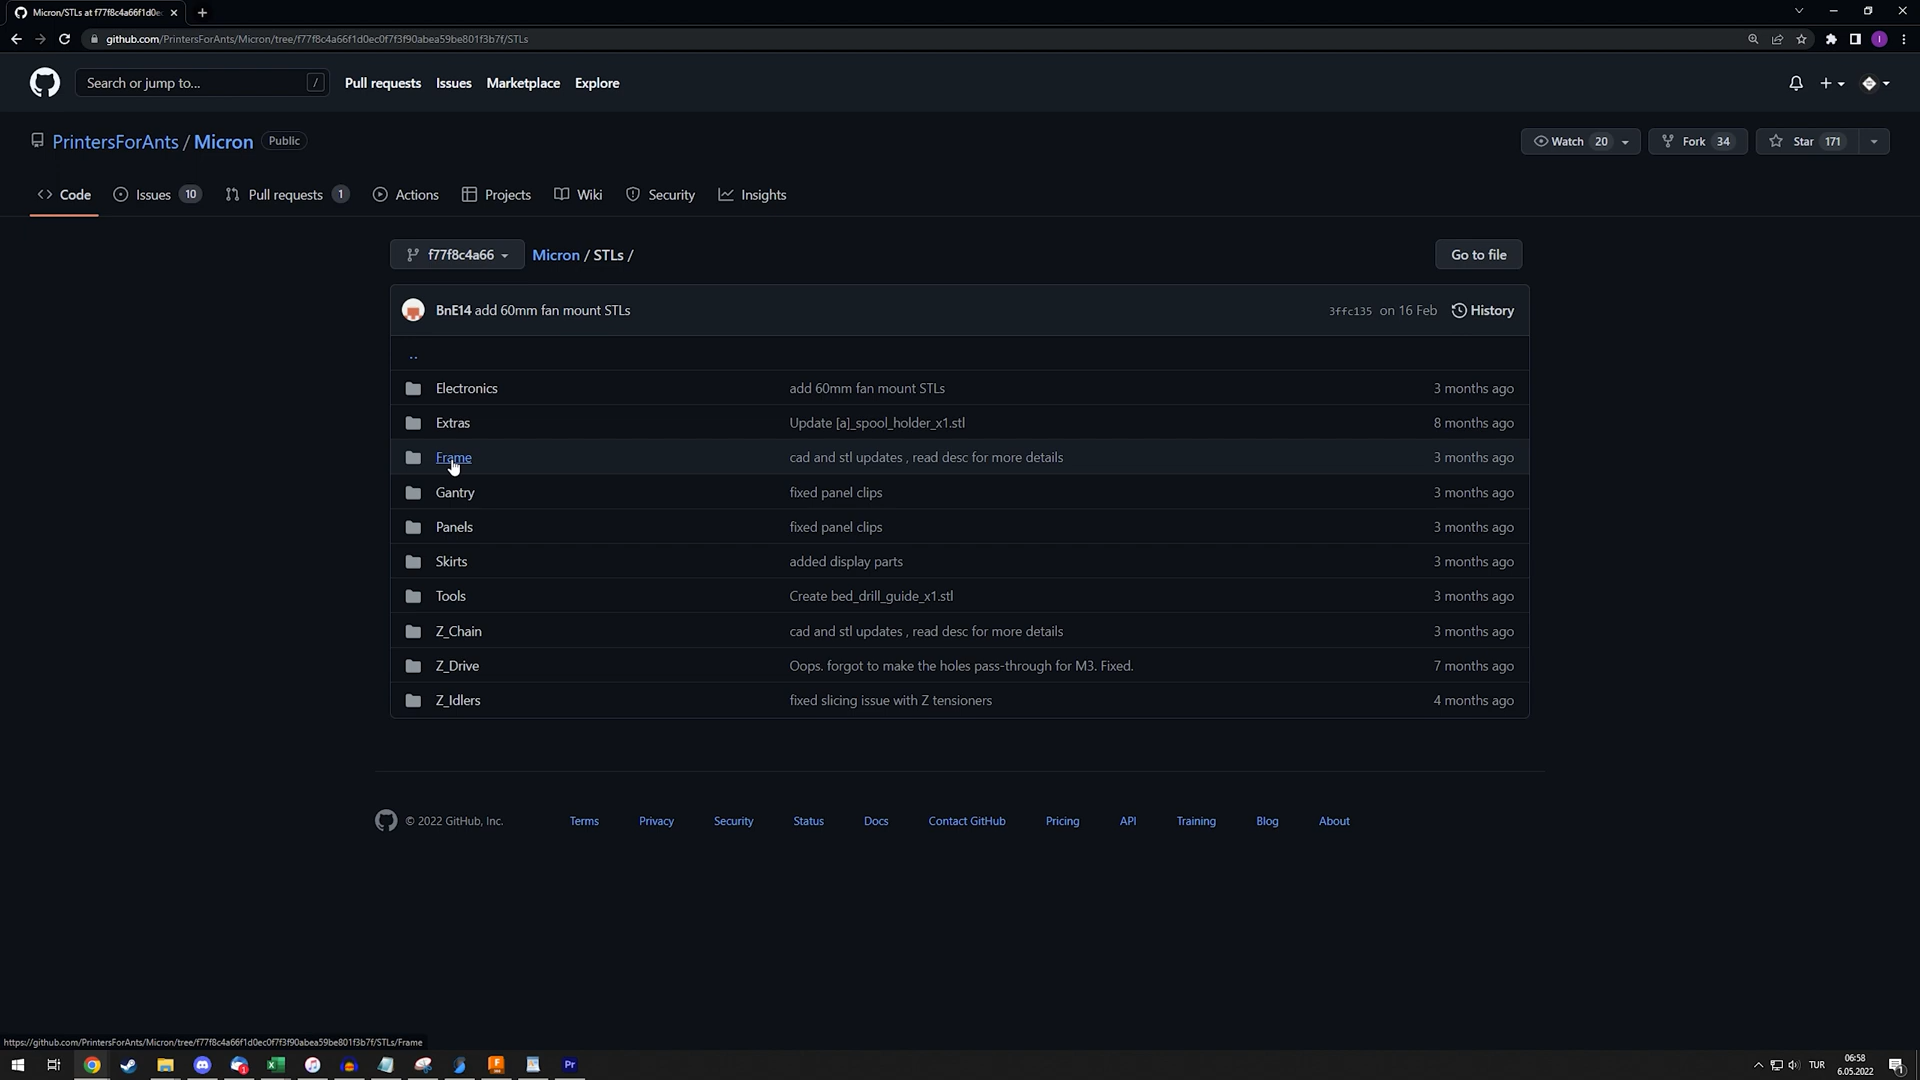 Micron/STLs at f77f8c4a66f1d0ec
github.com/PrintersForAnts/Micron/tree/f77f8c4a66f1d0ec0f7f3f90abea59be801f3b7f/STLs
Search or jump to... /
Pull requests Issues Marketplace Explore
PrintersForAnts / Micron Public
Watch 20 Fork 34 Star 171
Code Issues 10 Pull requests 1 Actions Projects Wiki Security Insights
f77f8c4a66 Micron / STLs / Go to file
BnE14 add 60mm fan mount STLs 3ffc135 on 16 Feb History
..
Electronics add 60mm fan mount STLs 3 months ago
Extras Update [a]_spool_holder_x1.stl 8 months ago
Frame cad and stl updates , read desc for more details 3 months ago
Gantry fixed panel clips 3 months ago
Panels fixed panel clips 3 months ago
Skirts added display parts 3 months ago
Tools Create bed_drill_guide_x1.stl 3 months ago
Z_Chain cad and stl updates , read desc for more details 3 months ago
Z_Drive Oops. forgot to make the holes pass-through for M3. Fixed. 7 months ago
Z_Idlers fixed slicing issue with Z tensioners 4 months ago
© 2022 GitHub, Inc. Terms Privacy Security Status Docs Contact GitHub Pricing API Training Blog About
https://github.com/PrintersForAnts/Micron/tree/f77f8c4a66f1d0ec0f7f3f90abea59be801f3b7f/STLs/Frame
Pr
TUR
06:58
6.05.2022